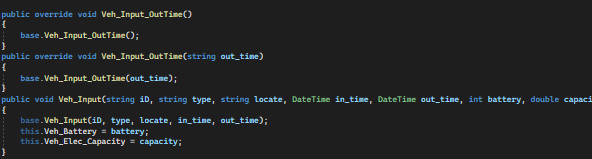 public override void Veh_Input_OutTime()
{
base.Veh_Input_OutTime();
}
public override void Veh_Input_OutTime(string out_time)
{
base.Veh_Input_OutTime(out_time);
}
public void Veh_Input(string iD, string type, string locate, DateTime in_time, DateTime out_time, int battery, double capaci
{
base.Veh_Input(iD, type, locate, in_time, out_time);
this.Veh_Battery = battery;
this.Veh_Elec_Capacity = capacity;
}